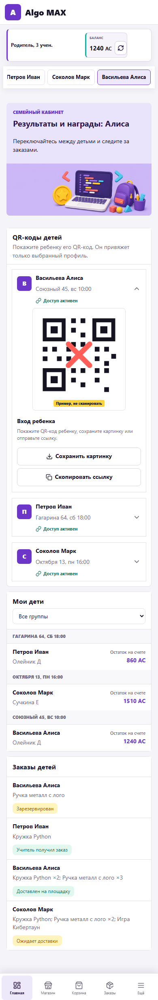 A Algo MAX
Родитель, 3 учен.
БАЛАНС
1240 AC
Петров Иван
Соколов Марк
Васильева Алиса
СЕМЕЙНЫЙ КАБИНЕТ
Результаты и награды: Алиса
Переключайтесь между детьми и следите за
заказами.
QR-коды детей
Покажите ребенку его QR-код. Он привяжет
только выбранный профиль.
В
Васильева Алиса
Союзный 45, вс 10:00
Доступ активен
Пример, не сканировать
Вход ребенка
Покажите QR-код ребенку, сохраните картинку или
отправьте ссылку.
Сохранить картинку
Скопировать ссылку
П
Петров Иван
Гагарина 64, сб 18:00
Доступ активен
С
Соколов Марк
Октября 13, пн 16:00
Доступ активен
Мои дети
Все группы
ГАГАРИНА 64, СБ 18:00
Петров Иван
Олейник Д
Остаток на счете
860 AC
ОКТЯБРЯ 13, ПН 16:00
Соколов Марк
Сучкина Е
Остаток на счете
1510 AC
СОЮЗНЫЙ 45, ВС 10:00
Васильева Алиса
Олейник Д
Остаток на счете
1240 AC
Заказы детей
Васильева Алиса
Ручка металл с лого
Зарезервирован
Петров Иван
Кружка Python
Учитель получил заказ
Васильева Алиса
Кружка Python ×2; Ручка металл с лого ×3
Доставлен на площадку
Соколов Марк
Кружка Python; Ручка металл с лого ×2; Игра
Кибертаун
Ожидает доставки
Главная
Магазин
Корзина
Заказы
Ещё